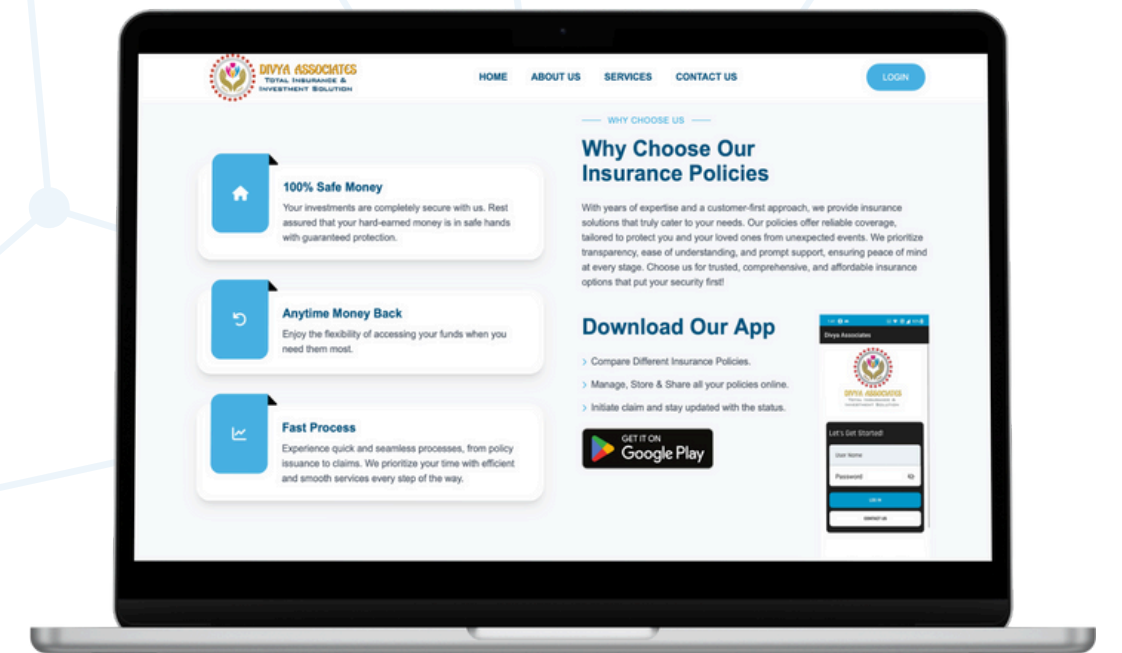 DIVYA ASSOCIATES
TOTAL INSURANCE &
INVESTMENT SOLUTION
HOME
ABOUT US
SERVICES
CONTACT US
LOGIN
100% Safe Money
Your investments are completely secure with us. Rest
assured that your hard-earned money is in safe hands
with guaranteed protection.
Anytime Money Back
Enjoy the flexibility of accessing your funds when you
need them most.
Fast Process
Experience quick and seamless processes, from policy
issuance to claims. We prioritize your time with efficient
and smooth services every step of the way.
WHY CHOOSE US
Why Choose Our
Insurance Policies
With years of expertise and a customer-first approach, we provide insurance
solutions that truly cater to your needs. Our policies offer reliable coverage,
tailored to protect you and your loved ones from unexpected events. We prioritize
transparency, ease of understanding, and prompt support, ensuring peace of mind
at every stage. Choose us for trusted, comprehensive, and affordable insurance
options that put your security first!
Download Our App
> Compare Different Insurance Policies.
> Manage, Store & Share all your policies online.
> Initiate claim and stay updated with the status.
GET IT ON
Google Play
Divya Associates
DIVYA ASSOCIATES
TOTAL INSURANCE &
INVESTMENT SOLUTION
Let's Get Started!
User Name
Password
LOG IN
CONTACT US